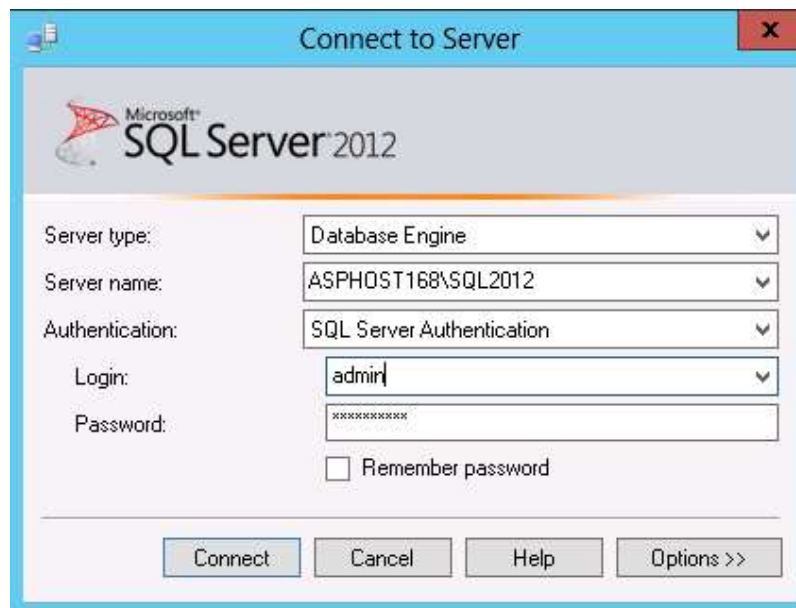 Connect to Server
x
Microsoft®
SQL Server 2012
Server type: Database Engine
Server name: ASPHOST168\SQL2012
Authentication: SQL Server Authentication
Login: admin
Password: **********
Remember password
Connect Cancel Help Options >>